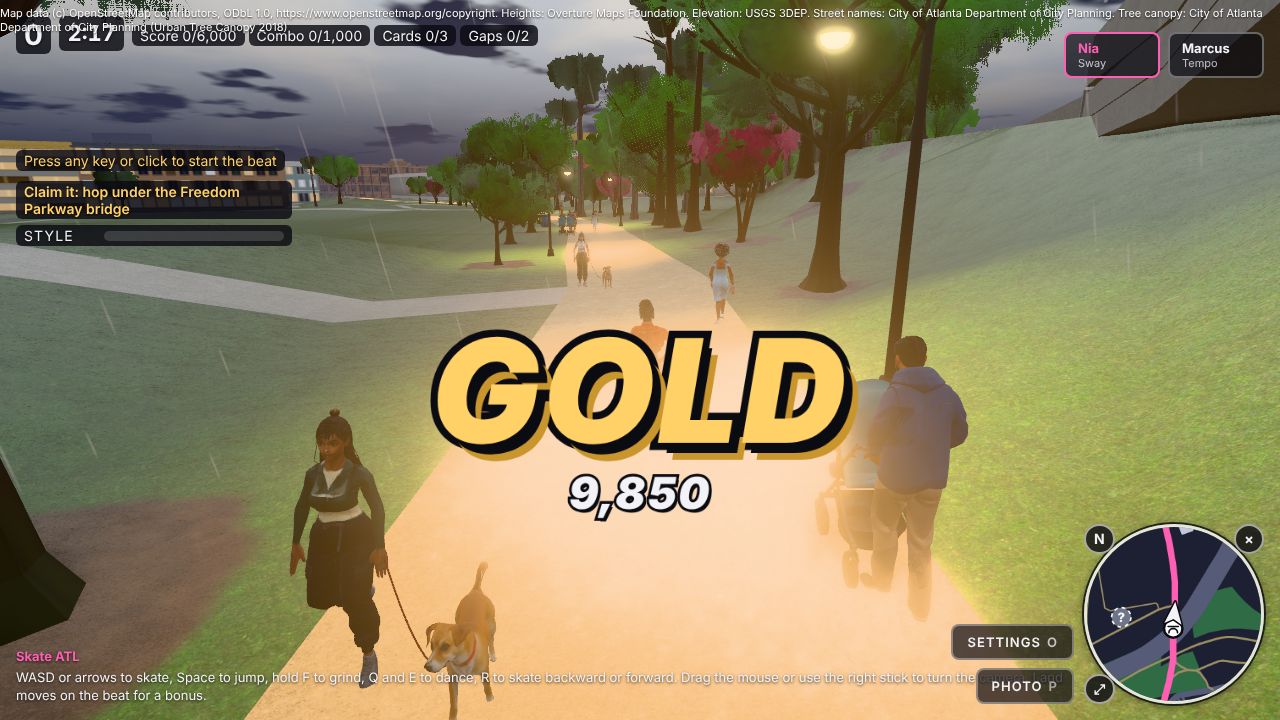 Map data (c) OpenStreetMap contributors, ODbL 1.0, https://www.openstreetmap.org/copyright. Heights: Overture Maps Foundation. Elevation: USGS 3DEP. Street names: City of Atlanta Department of City Planning. Tree canopy: City of Atlanta
Department of City Planning (Urban Tree Canopy 2018)
0
2:17
Score 0/6,000
Combo 0/1,000
Cards 0/3
Gaps 0/2
Nia
Sway
Marcus
Tempo
Press any key or click to start the beat
Claim it: hop under the Freedom
Parkway bridge
STYLE
GOLD
9,850
N
×
?
SETTINGS O
PHOTO P
Skate ATL
WASD or arrows to skate, Space to jump, hold F to grind, Q and E to dance, R to skate backward or forward. Drag the mouse or use the right stick to turn the camera. Land
moves on the beat for a bonus.